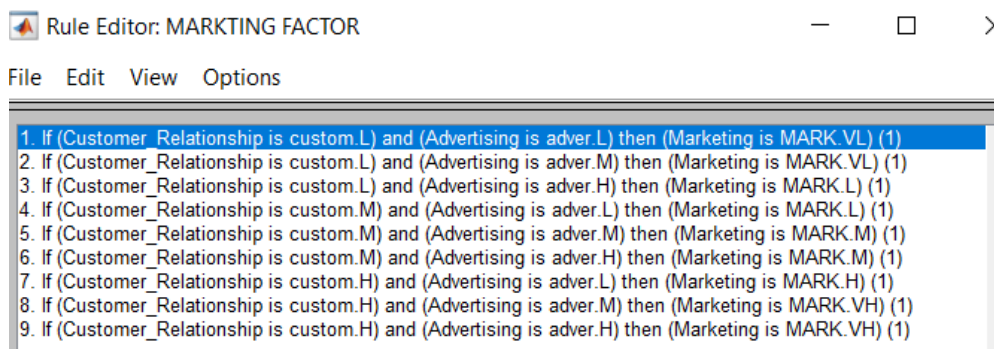 Rule Editor: MARKTING FACTOR
File Edit View Options
1. If (Customer_Relationship is custom.L) and (Advertising is adver.L) then (Marketing is MARK.VL) (1)
2. If (Customer_Relationship is custom.L) and (Advertising is adver.M) then (Marketing is MARK.VL) (1)
3. If (Customer_Relationship is custom.L) and (Advertising is adver.H) then (Marketing is MARK.L) (1)
4. If (Customer_Relationship is custom.M) and (Advertising is adver.L) then (Marketing is MARK.L) (1)
5. If (Customer_Relationship is custom.M) and (Advertising is adver.M) then (Marketing is MARK.M) (1)
6. If (Customer_Relationship is custom.M) and (Advertising is adver.H) then (Marketing is MARK.M) (1)
7. If (Customer_Relationship is custom.H) and (Advertising is adver.L) then (Marketing is MARK.H) (1)
8. If (Customer_Relationship is custom.H) and (Advertising is adver.M) then (Marketing is MARK.VH) (1)
9. If (Customer_Relationship is custom.H) and (Advertising is adver.H) then (Marketing is MARK.VH) (1)